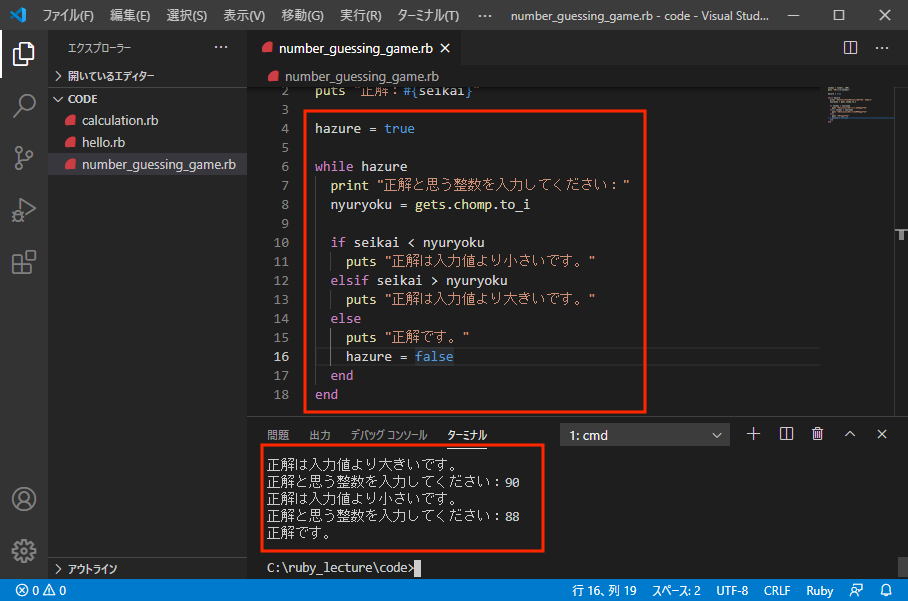 ファイル(F) 編集(E) 選択(S) 表示(V) 移動(G) 実行(R) ターミナル(T) ··· number_guessing_game.rb - code - Visual Stud...
エクスプローラー ···
開いているエディター
CODE
calculation.rb
hello.rb
number_guessing_game.rb
アウトライン
number_guessing_game.rb
number_guessing_game.rb
2 puts "正解：#{seikai}"
3
4 hazure = true
5
6 while hazure
7   print "正解と思う整数を入力してください："
8   nyuryoku = gets.chomp.to_i
9
10   if seikai < nyuryoku
11     puts "正解は入力値より小さいです。"
12   elsif seikai > nyuryoku
13     puts "正解は入力値より大きいです。"
14   else
15     puts "正解です。"
16     hazure = false
17   end
18 end
問題 出力 デバッグ コンソール ターミナル 1: cmd
正解は入力値より大きいです。
正解と思う整数を入力してください：90
正解は入力値より小さいです。
正解と思う整数を入力してください：88
正解です。
C:\ruby_lecture\code>
0 0 行 16、列 19 スペース: 2 UTF-8 CRLF Ruby